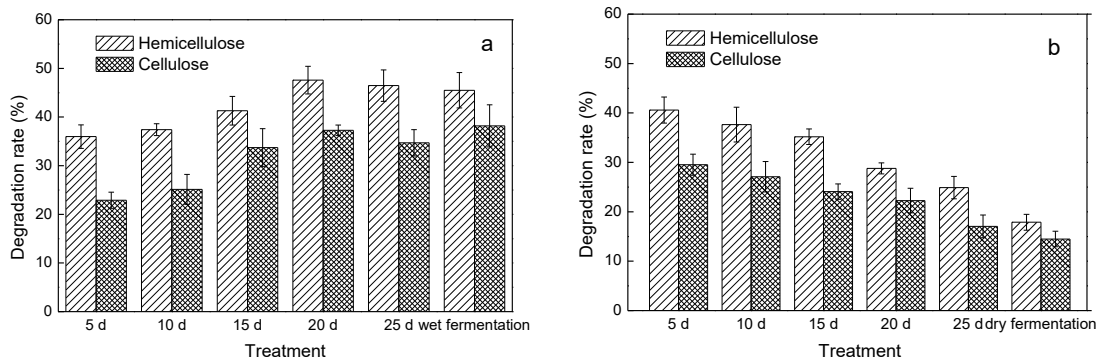 60
50
40
30
20
10
0
Degradation rate (%)
Hemicellulose
Cellulose
a
5 d 10 d 15 d 20 d 25 d wet fermentation
Treatment
60
50
40
30
20
10
0
Degradation rate (%)
Hemicellulose
Cellulose
b
5 d 10 d 15 d 20 d 25 d dry fermentation
Treatment